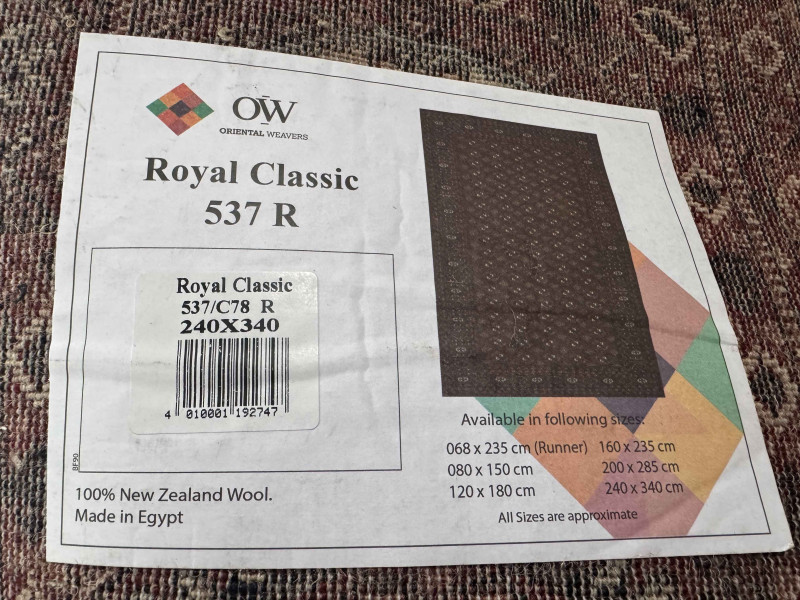 OW
ORIENTAL WEAVERS
Royal Classic
537 R
Royal Classic
537/C78 R
240X340
4 010001 192747
BF90
100% New Zealand Wool.
Made in Egypt
Available in following sizes:
068 x 235 cm (Runner) 160 x 235 cm
080 x 150 cm 200 x 285 cm
120 x 180 cm 240 x 340 cm
All Sizes are approximate